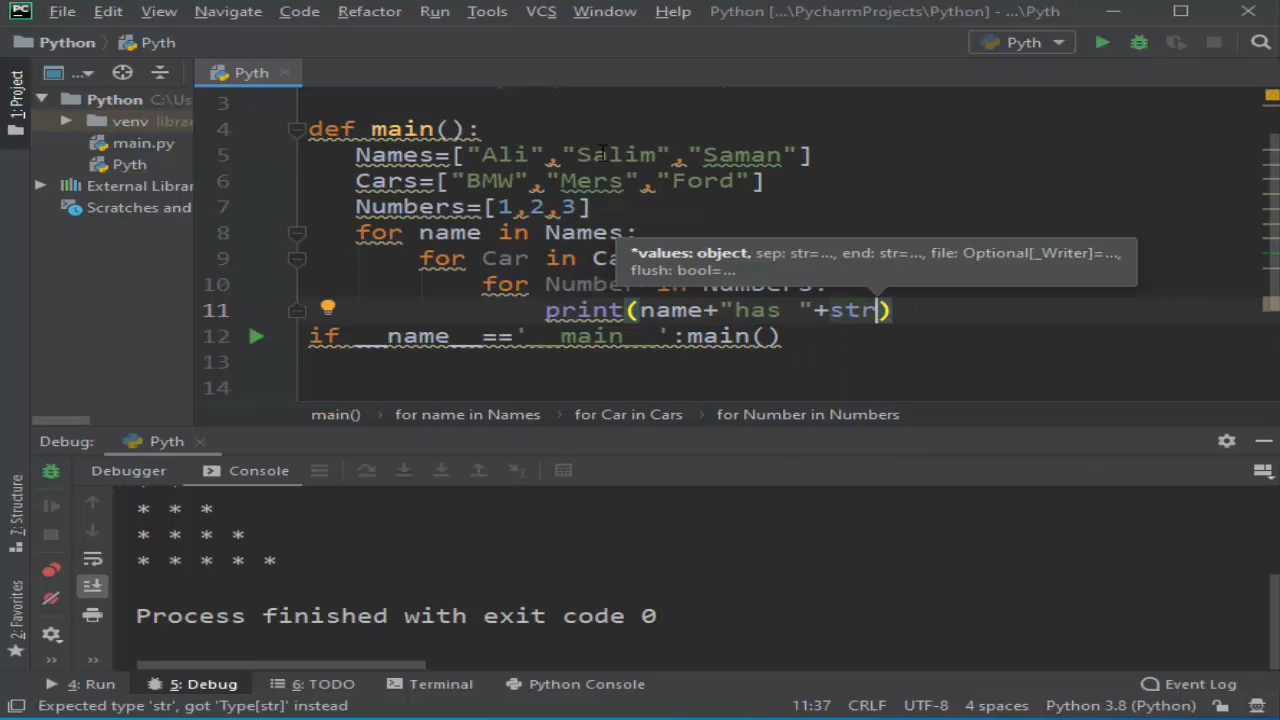 PC File Edit View Navigate Code Refactor Run Tools VCS Window Help Python [...\PycharmProjects\Python] - ...\Pyth
Python Pyth Pyth
1: Project
... Pyth
Python C:\Us
venv librar
main.py
Pyth
External Librar
Scratches and
3
4 def main():
5 Names=["Ali","Salim","Saman"]
6 Cars=["BMW","Mers","Ford"]
7 Numbers=[1,2,3]
8 for name in Names:
*values: object, sep: str=..., end: str=..., file: Optional[_Writer]=...,
flush: bool=...
9 for Car in Ca
10 for Number in Numbers:
11 print(name+"has "+str)
12 if __name__=='__main__':main()
13
14
main() › for name in Names › for Car in Cars › for Number in Numbers
Debug: Pyth
Debugger Console
* * *
* * * *
* * * * *
Process finished with exit code 0
7: Structure
2: Favorites
4: Run 5: Debug 6: TODO Terminal Python Console Event Log
Expected type 'str', got 'Type[str]' instead 11:37 CRLF UTF-8 4 spaces Python 3.8 (Python)